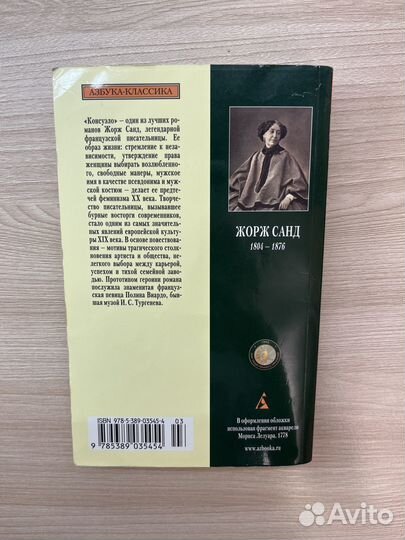 АЗБУКА-КЛАССИКА
«Консуэло» — один из лучших ро-
манов Жорж Санд, легендарной
французской писательницы. Ее
образ жизни: стремление к неза-
висимости, утверждение права
женщины выбирать возлюбленно-
го, свободные манеры, мужское
имя в качестве псевдонима и муж-
ской костюм — делает ее предте-
чей феминизма XX века. Творче-
ство писательницы, вызывавшее
бурные восторги современников,
стало одним из самых значитель-
ных явлений европейской культу-
ры XIX века. В основе повествова-
ния — мотивы трагического столк-
новения артиста и общества, не-
легкого выбора между карьерой,
успехом и тихой семейной заво-
дью. Прототипом героини романа
послужила знаменитая француз-
ская певица Полина Виардо, быв-
шая музой И. С. Тургенева.
ЖОРЖ САНД
1804 – 1876
ISBN 978-5-389-03545-4
03
9 785389 035454
В оформлении обложки
использован фрагмент акварели
Мориса Лелуара. 1778
www.azbooka.ru
Avito